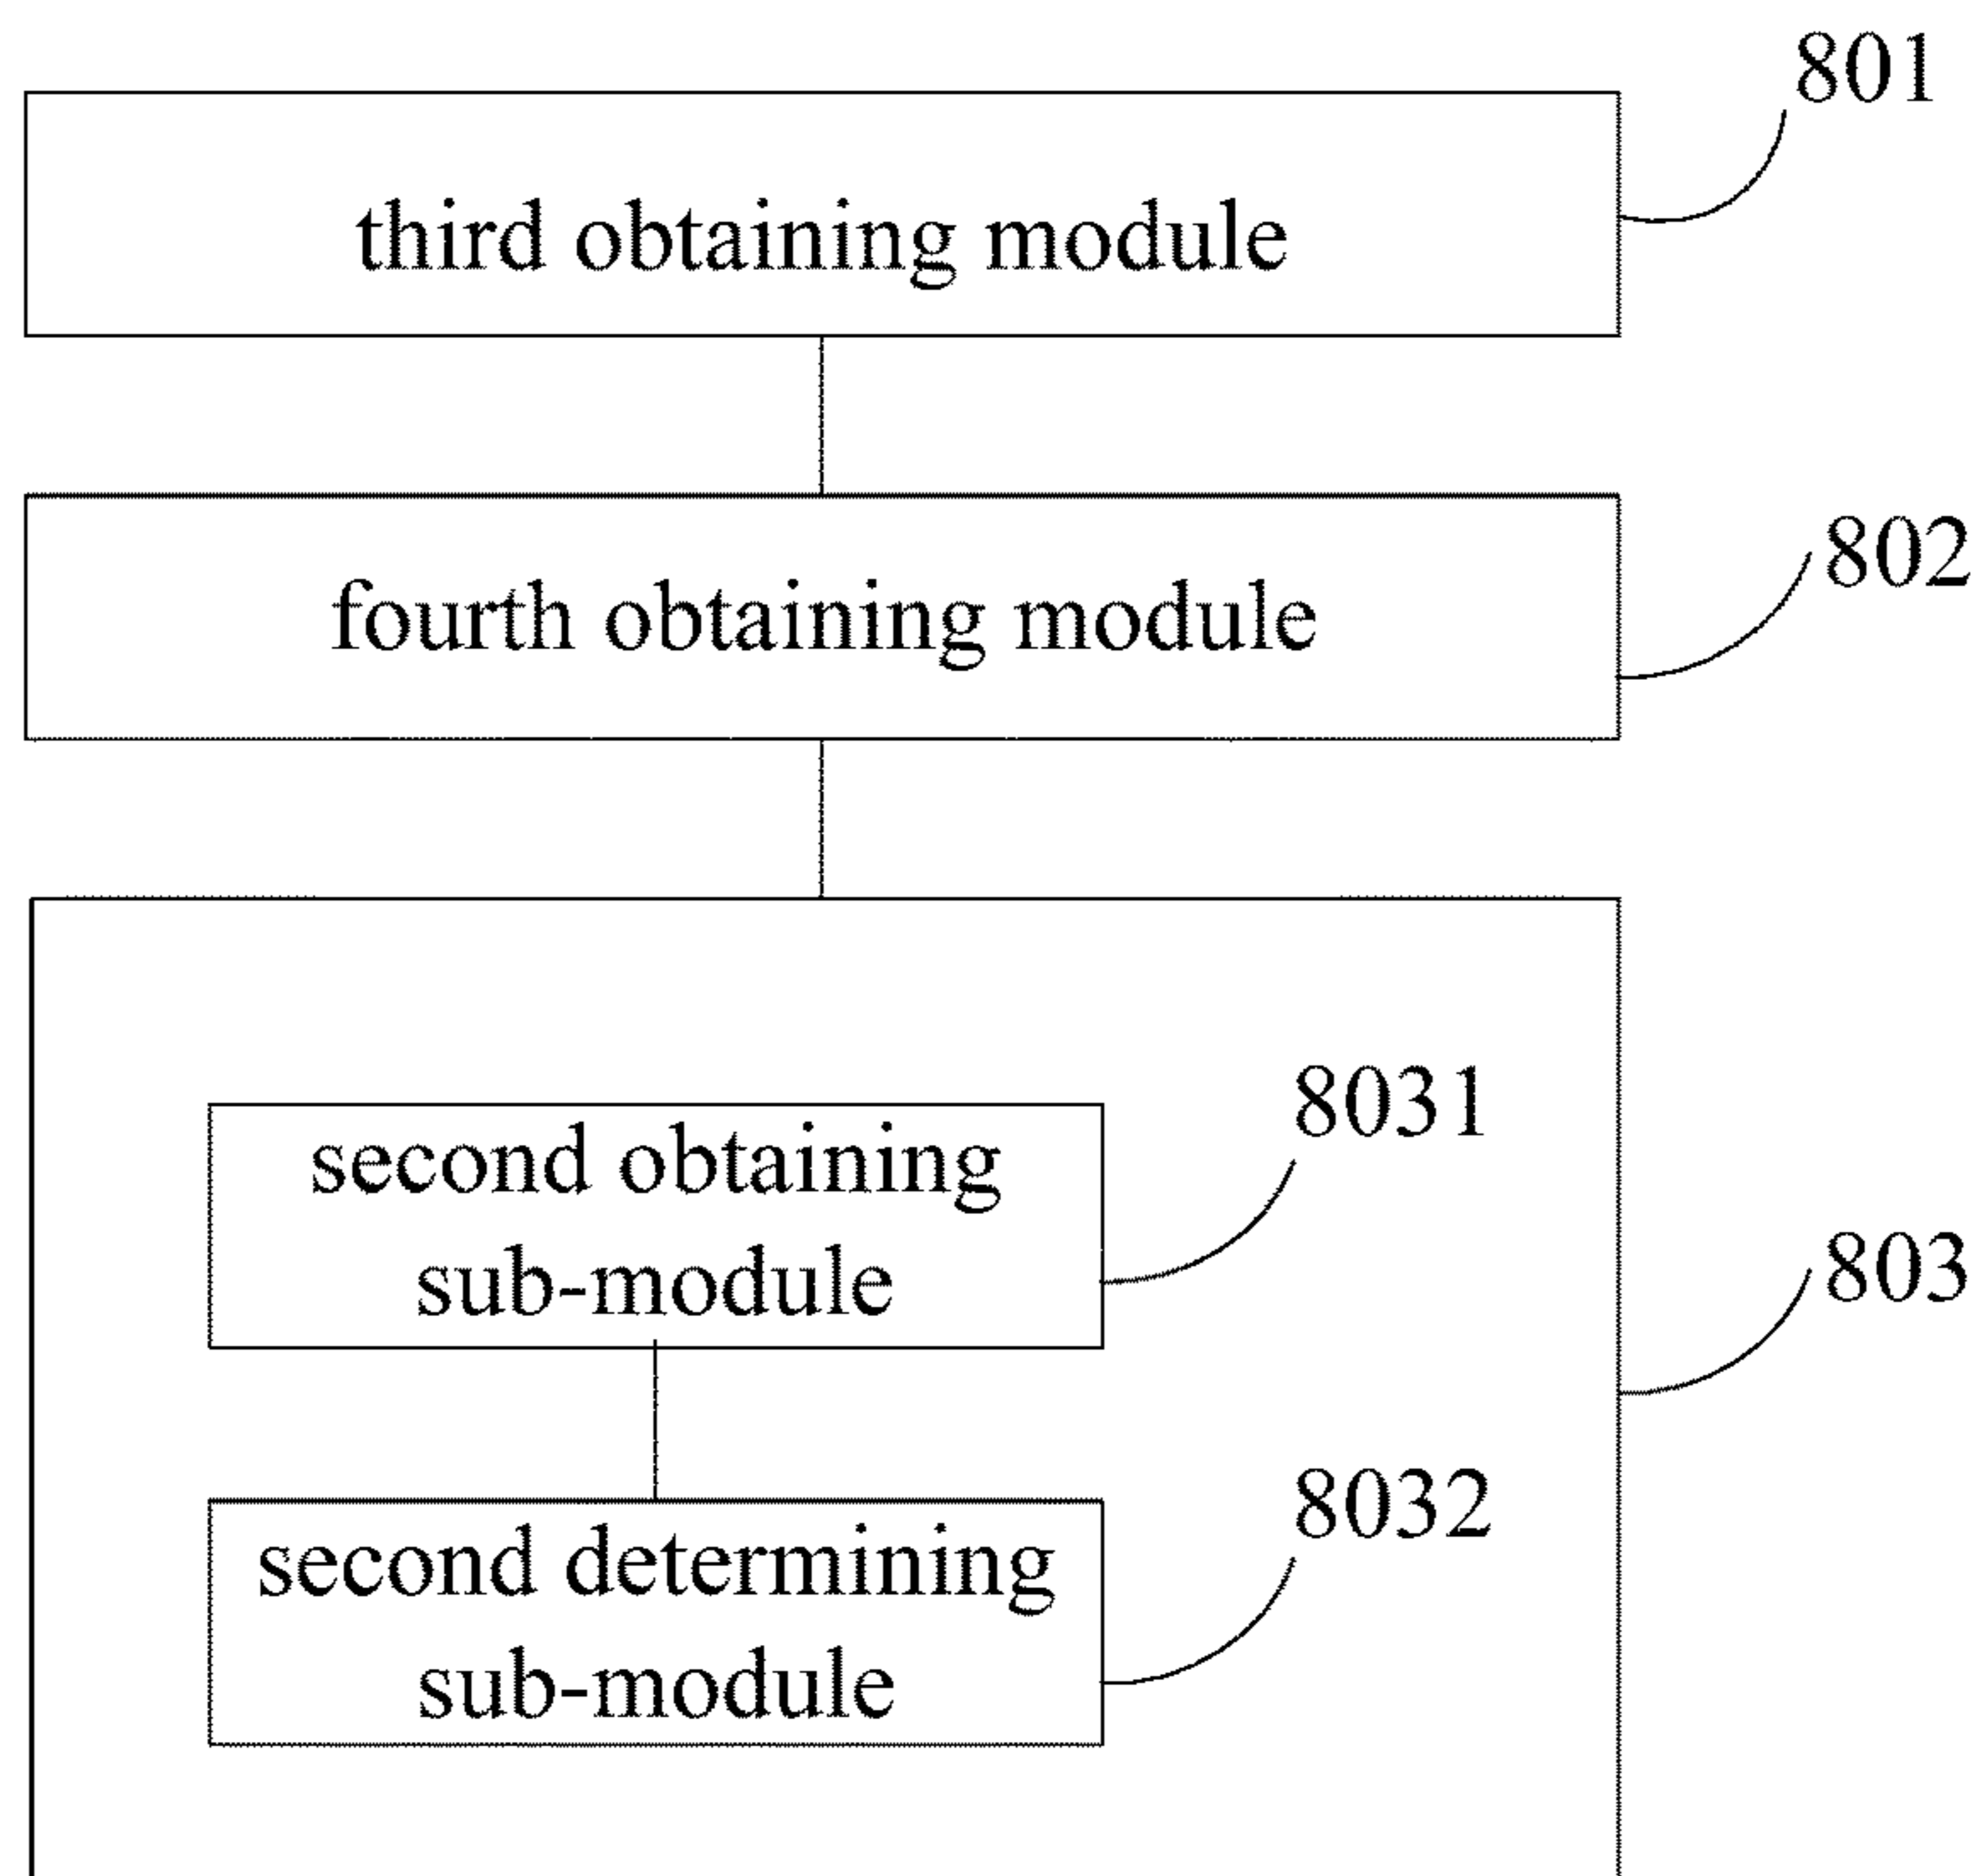 801
third obtaining module
802
fourth obtaining module
8031
second obtaining
sub-module
803
8032
second determining
sub-module